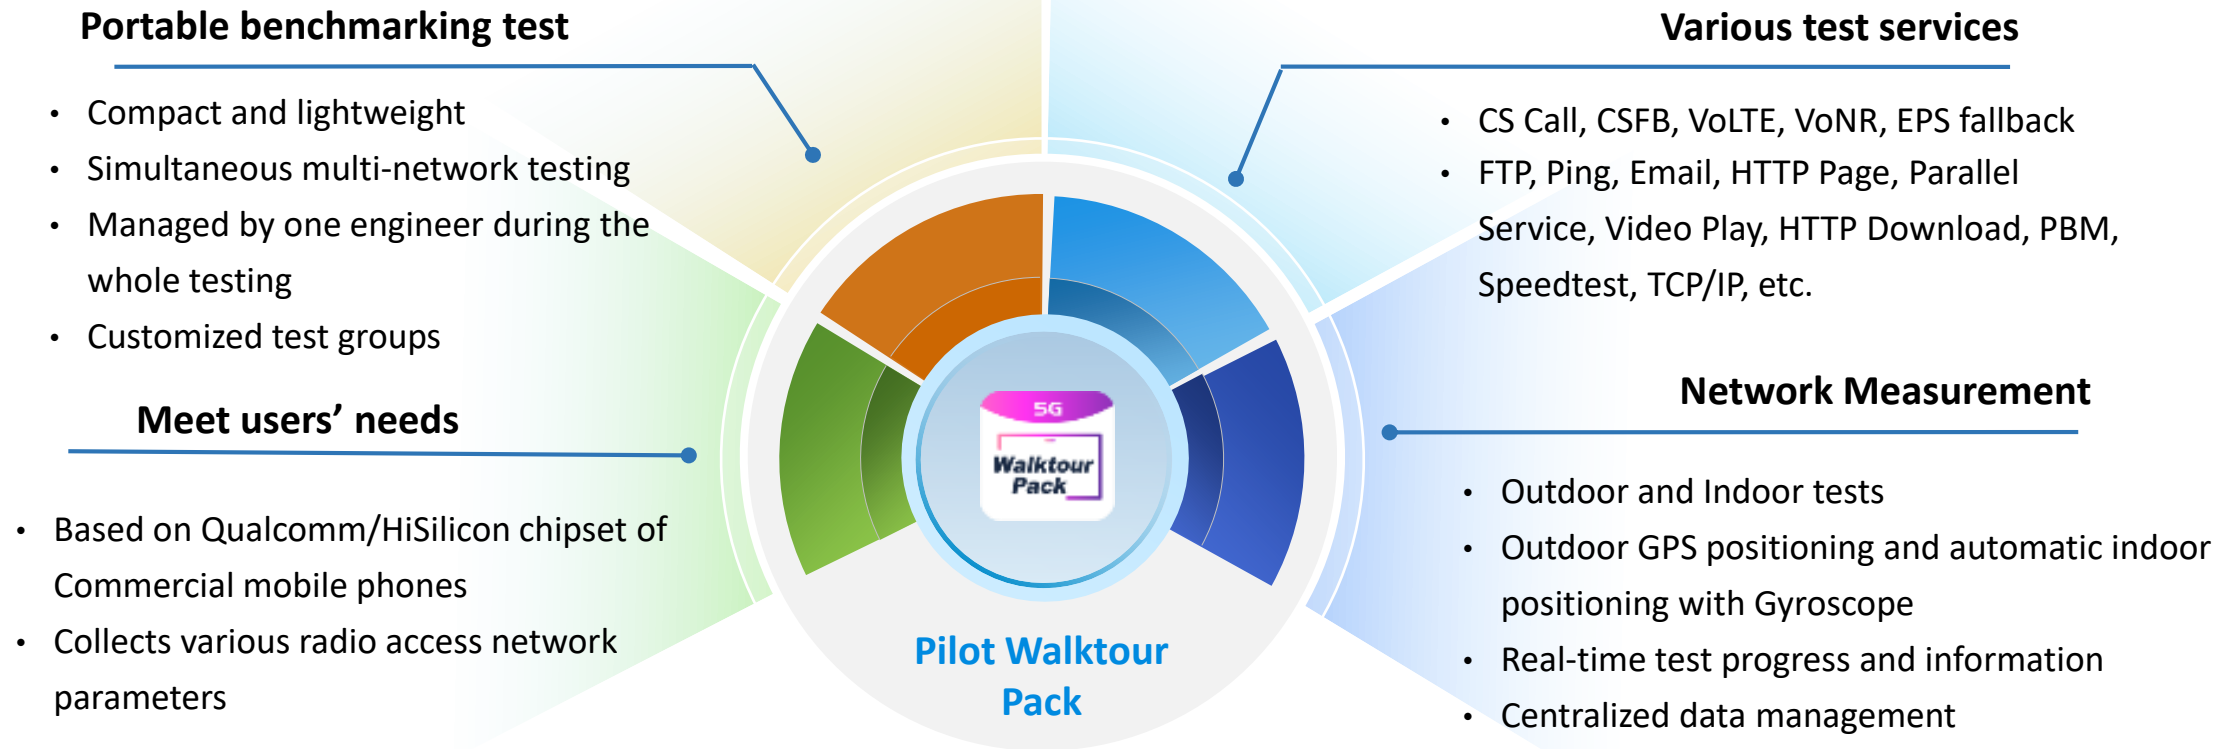 Portable benchmarking test
• Compact and lightweight
• Simultaneous multi-network testing
• Managed by one engineer during the
whole testing
• Customized test groups
Meet users’ needs
• Based on Qualcomm/HiSilicon chipset of
Commercial mobile phones
• Collects various radio access network
parameters
5G
Walktour
Pack
Pilot Walktour
Pack
Various test services
• CS Call, CSFB, VoLTE, VoNR, EPS fallback
• FTP, Ping, Email, HTTP Page, Parallel
Service, Video Play, HTTP Download, PBM,
Speedtest, TCP/IP, etc.
Network Measurement
• Outdoor and Indoor tests
• Outdoor GPS positioning and automatic indoor
positioning with Gyroscope
• Real-time test progress and information
• Centralized data management